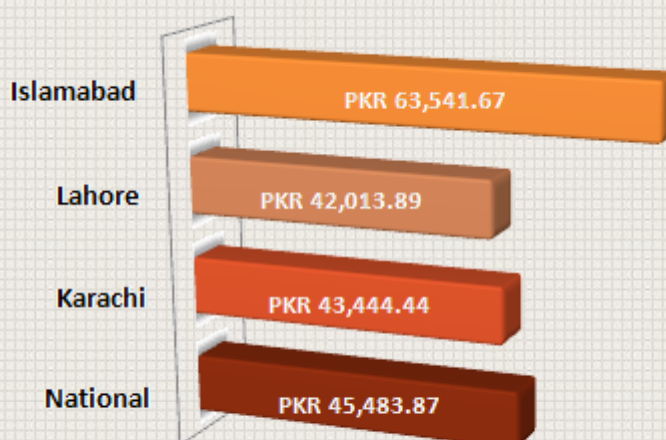 Islamabad PKR 63,541.67
Lahore PKR 42,013.89
Karachi PKR 43,444.44
National PKR 45,483.87